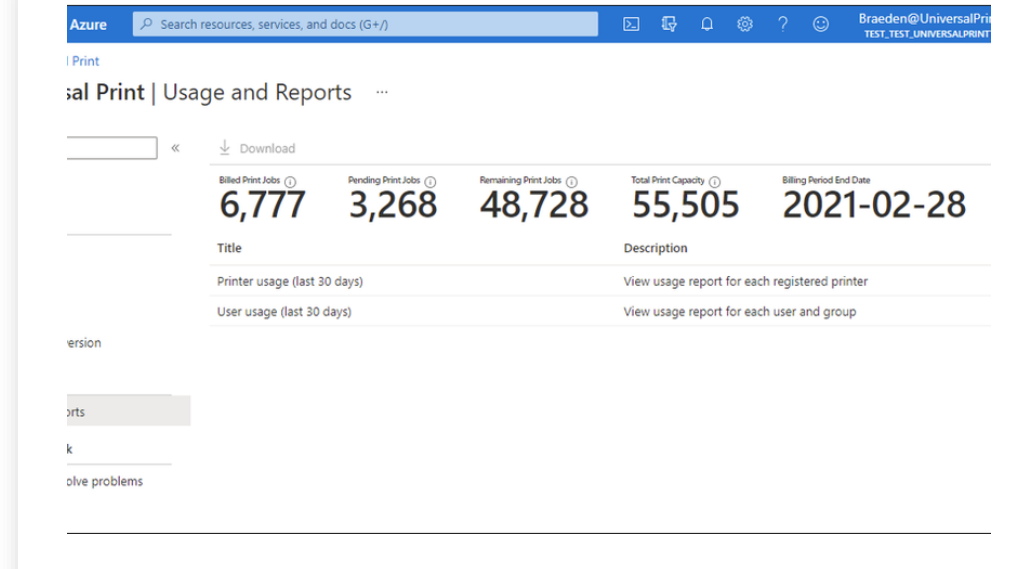 Azure Search resources, services, and docs (G+/) Braeden@UniversalPri
TEST_TEST_UNIVERSALPRINT
l Print
sal Print | Usage and Reports ...
« Download
Billed Print Jobs Pending Print Jobs Remaining Print Jobs Total Print Capacity Billing Period End Date
6,777 3,268 48,728 55,505 2021-02-28
Title Description
Printer usage (last 30 days) View usage report for each registered printer
User usage (last 30 days) View usage report for each user and group
ersion
orts
k
olve problems